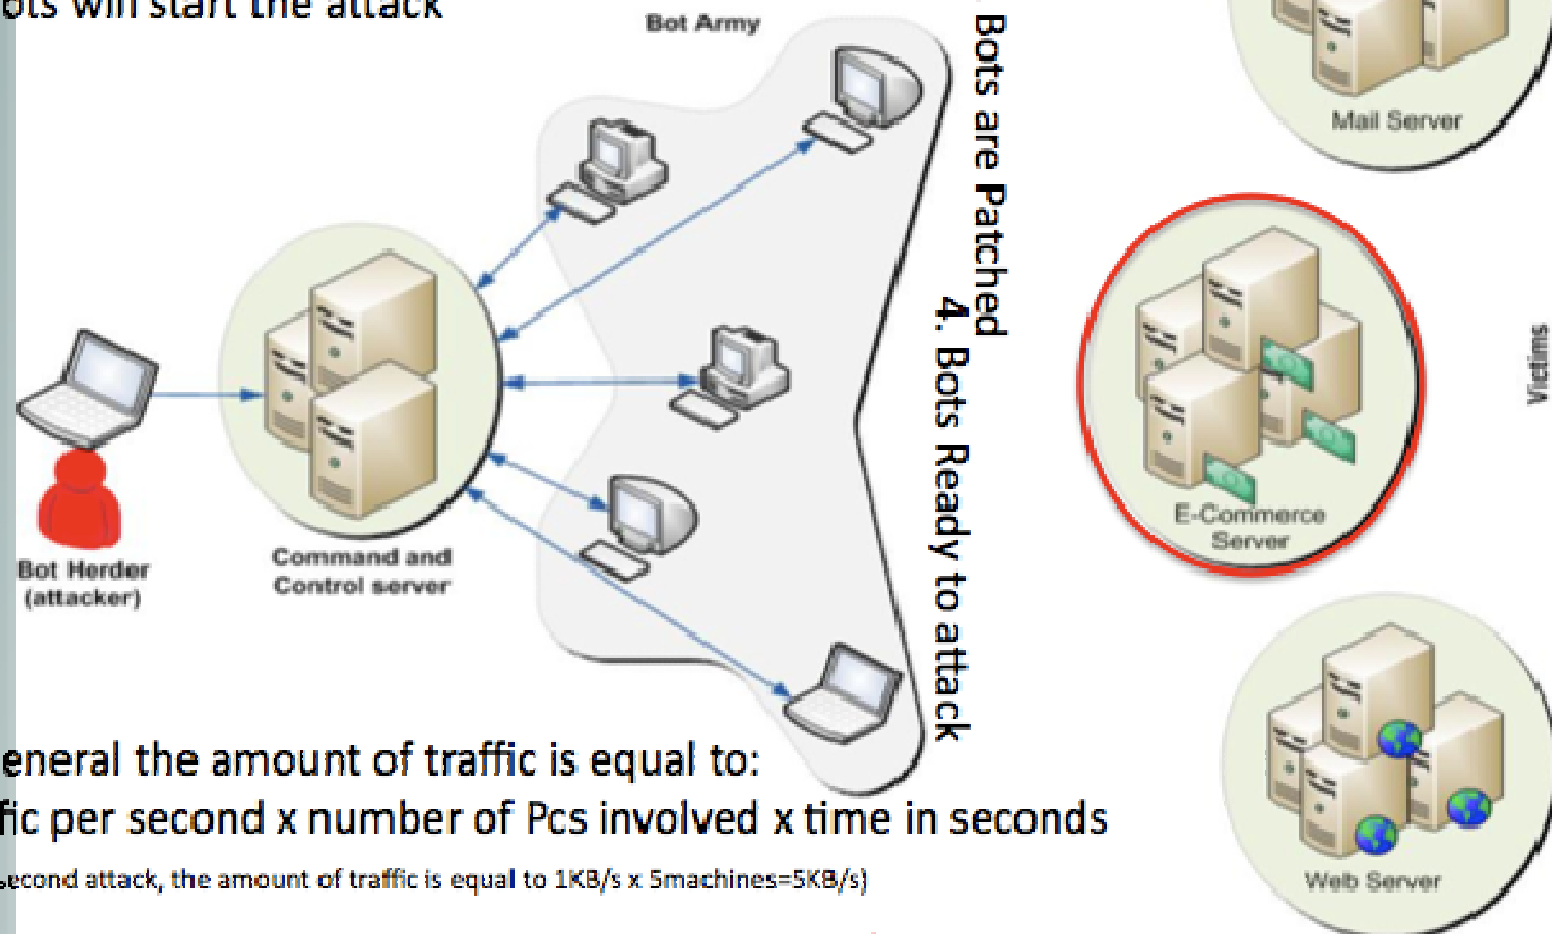 ots will start the attack
Bot Army
Bots are Patched
4. Bots Ready to attack
Mail Server
E-Commerce
Server
Victims
Bot Herder
(attacker)
Command and
Control server
eneral the amount of traffic is equal to:
fic per second x number of Pcs involved x time in seconds
econd attack, the amount of traffic is equal to 1KB/s x 5machines=5KB/s)
Web Server